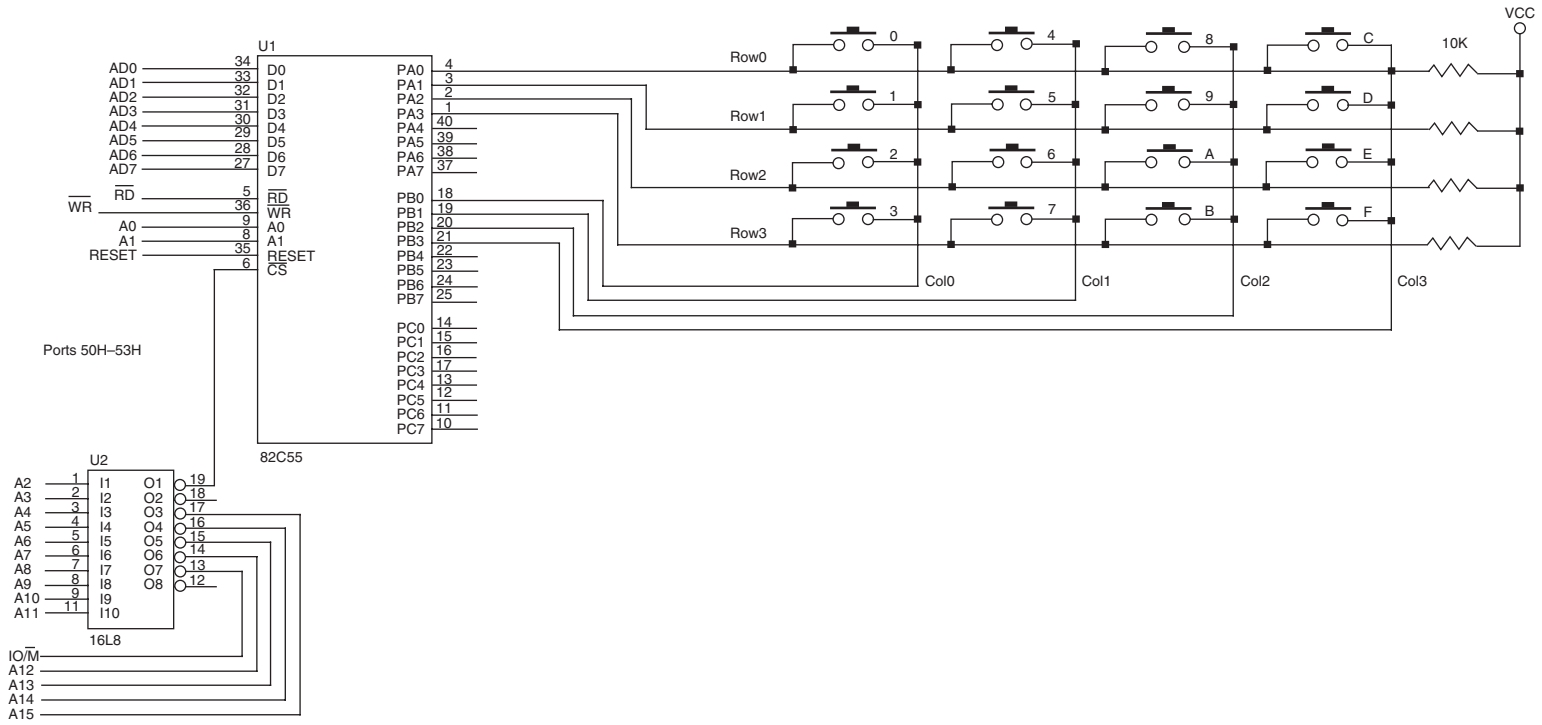 VCC
10K
Row0
0
4
8
C
Row1
1
5
9
D
Row2
2
6
A
E
Row3
3
7
B
F
Col0
Col1
Col2
Col3
U1
AD0 34 D0
AD1 33 D1
AD2 32 D2
AD3 31 D3
AD4 30 D4
AD5 29 D5
AD6 28 D6
AD7 27 D7
R̅D̅ 5 R̅D̅
W̅R̅ 36 W̅R̅
A0 9 A0
A1 8 A1
RESET 35 RESET
6 C̅S̅
PA0 4
PA1 3
PA2 2
PA3 1
PA4 40
PA5 39
PA6 38
PA7 37
PB0 18
PB1 19
PB2 20
PB3 21
PB4 22
PB5 23
PB6 24
PB7 25
PC0 14
PC1 15
PC2 16
PC3 17
PC4 13
PC5 12
PC6 11
PC7 10
82C55
Ports 50H–53H
U2
A2 1 I1 O1 19
A3 2 I2 O2 18
A4 3 I3 O3 17
A5 4 I4 O4 16
A6 5 I5 O5 15
A7 6 I6 O6 14
A8 7 I7 O7 13
A9 8 I8 O8 12
A10 9 I9
A11 11 I10
16L8
IO/M̅
A12
A13
A14
A15